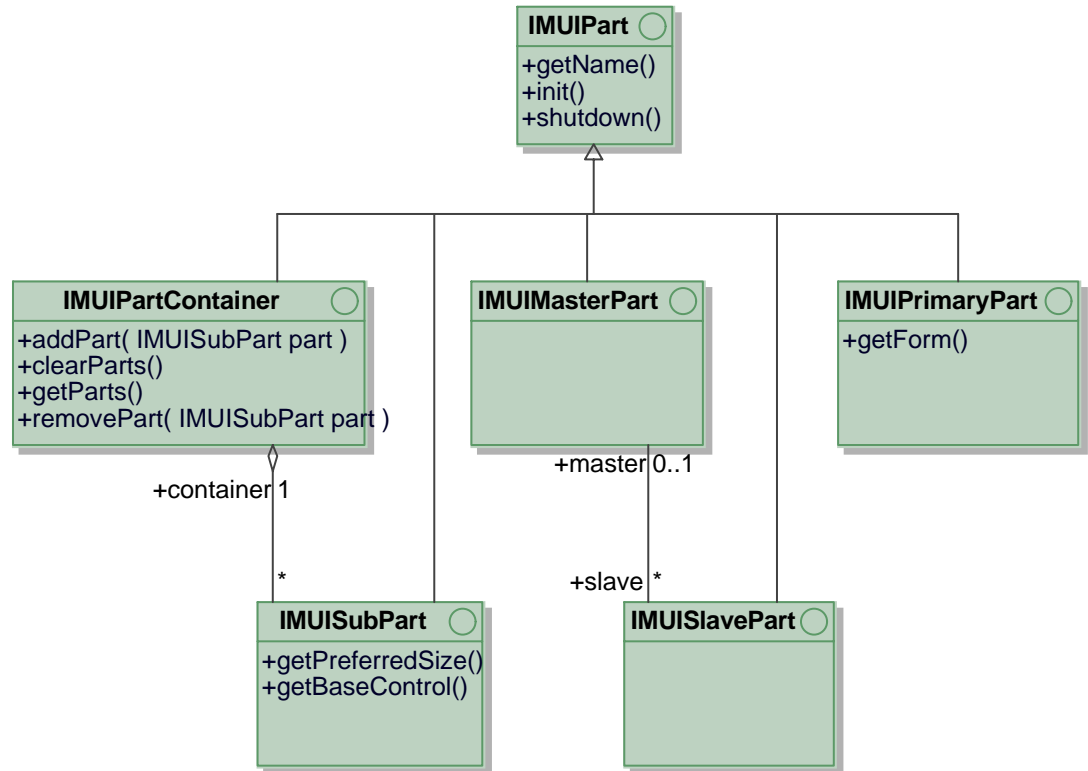 IMUIPart
+getName()
+init()
+shutdown()
IMUIPartContainer
+addPart( IMUISubPart part )
+clearParts()
+getParts()
+removePart( IMUISubPart part )
IMUIMasterPart
IMUIPrimaryPart
+getForm()
+container 1
*
+master 0..1
+slave *
IMUISubPart
+getPreferredSize()
+getBaseControl()
IMUISlavePart